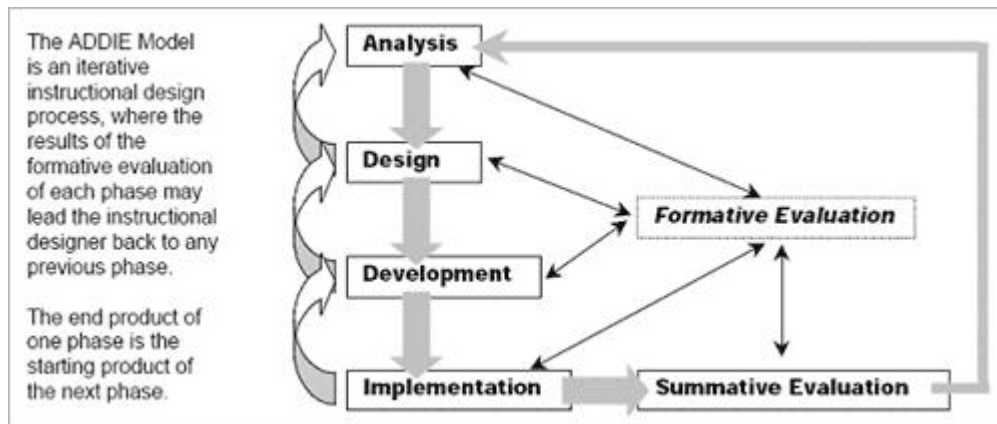 The ADDIE Model
is an iterative
instructional design
process, where the
results of the
formative evaluation
of each phase may
lead the instructional
designer back to any
previous phase.
The end product of
one phase is the
starting product of
the next phase.
Analysis
Design
Formative Evaluation
Development
Implementation
Summative Evaluation